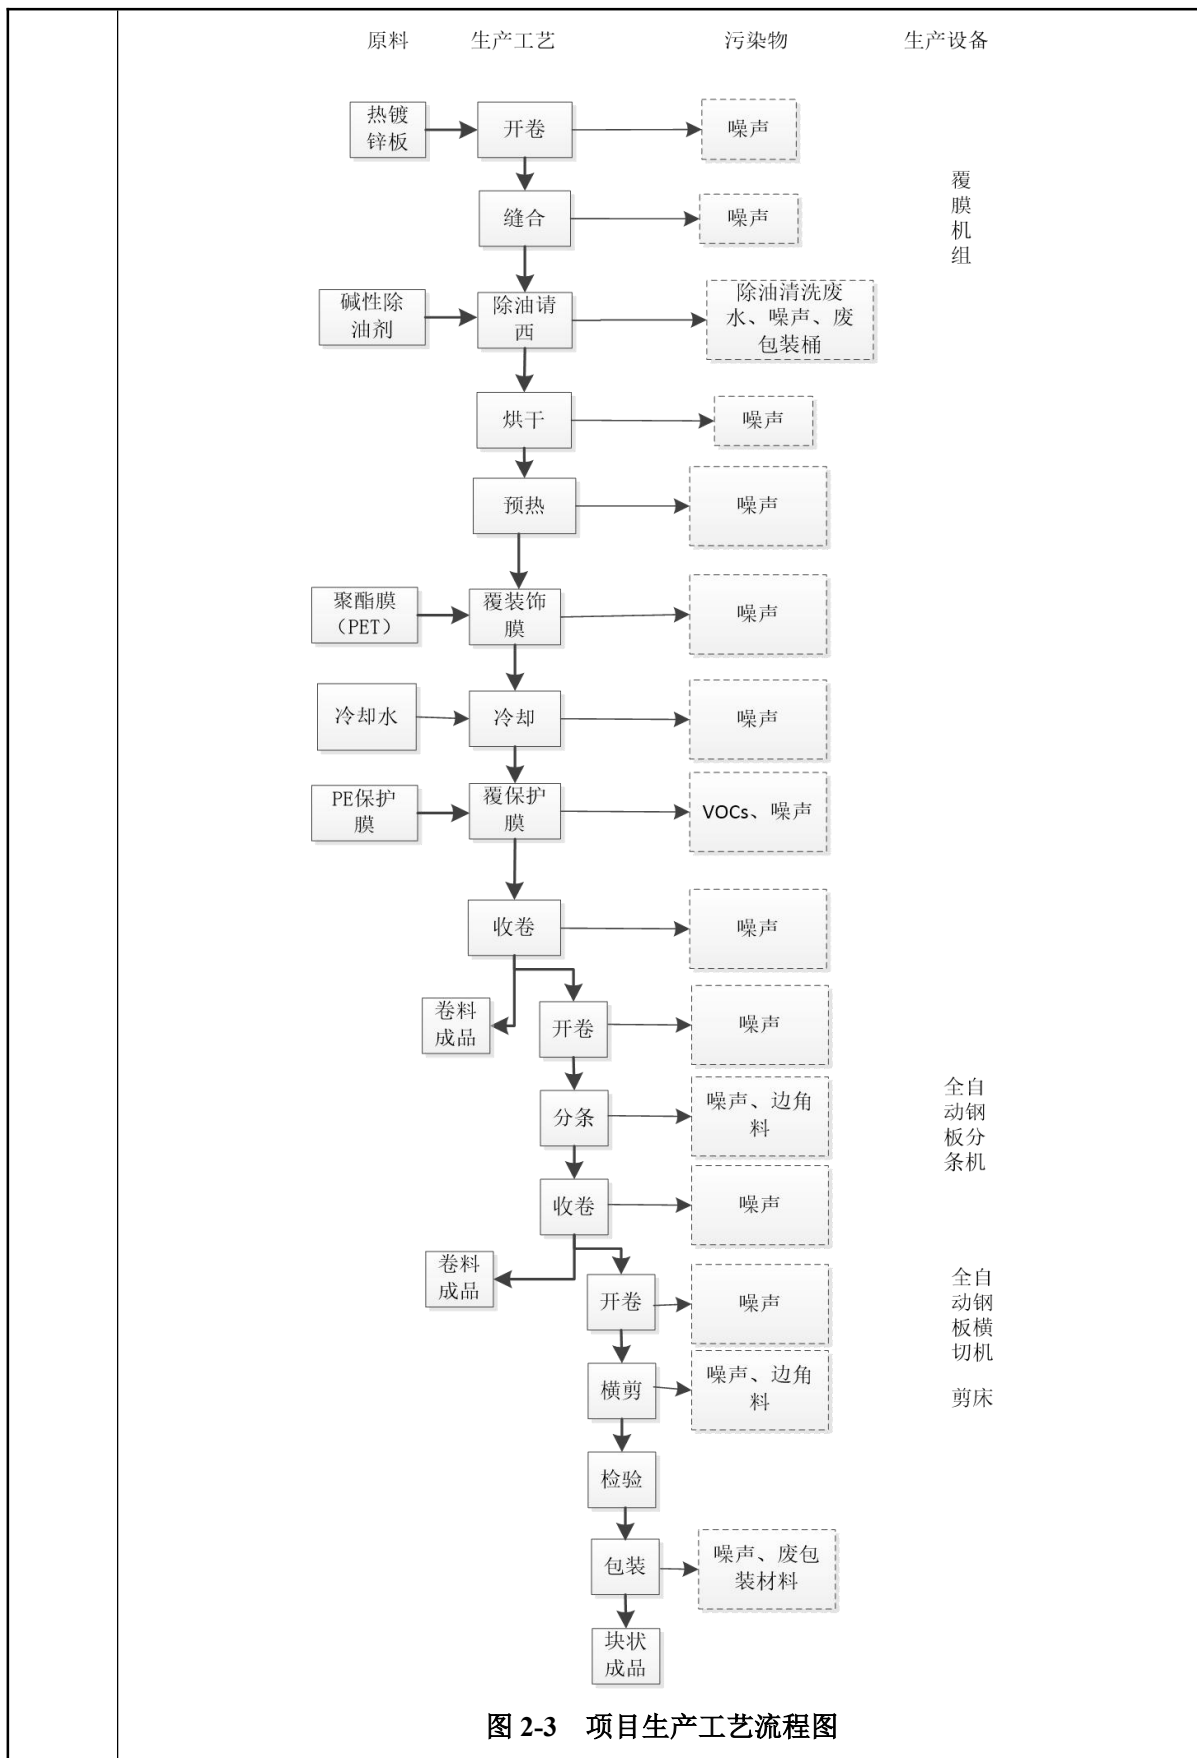 原料 生产工艺 污染物 生产设备
热镀
锌板
开卷
噪声
缝合
噪声
覆
膜
机
组
碱性除
油剂
除油请
西
除油清洗废
水、噪声、废
包装桶
烘干
噪声
预热
噪声
聚酯膜
（PET）
覆装饰
膜
噪声
冷却水
冷却
噪声
PE保护
膜
覆保护
膜
VOCs、噪声
收卷
噪声
卷料
成品
开卷
噪声
分条
噪声、边角
料
全自
动钢
板分
条机
收卷
噪声
卷料
成品
开卷
噪声
全自
动钢
板横
切机
横剪
噪声、边角
料
剪床
检验
包装
噪声、废包
装材料
块状
成品
图 2-3 项目生产工艺流程图